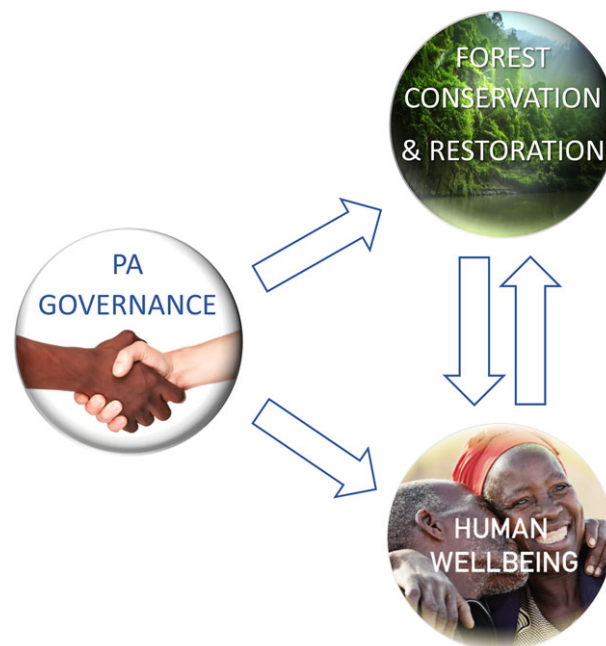 FOREST
CONSERVATION
& RESTORATION
PA
GOVERNANCE
HUMAN
WELLBEING